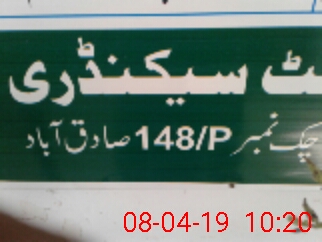 سیکنڈری
چک نمبر 148/P صادق آباد
08-04-19 10:20